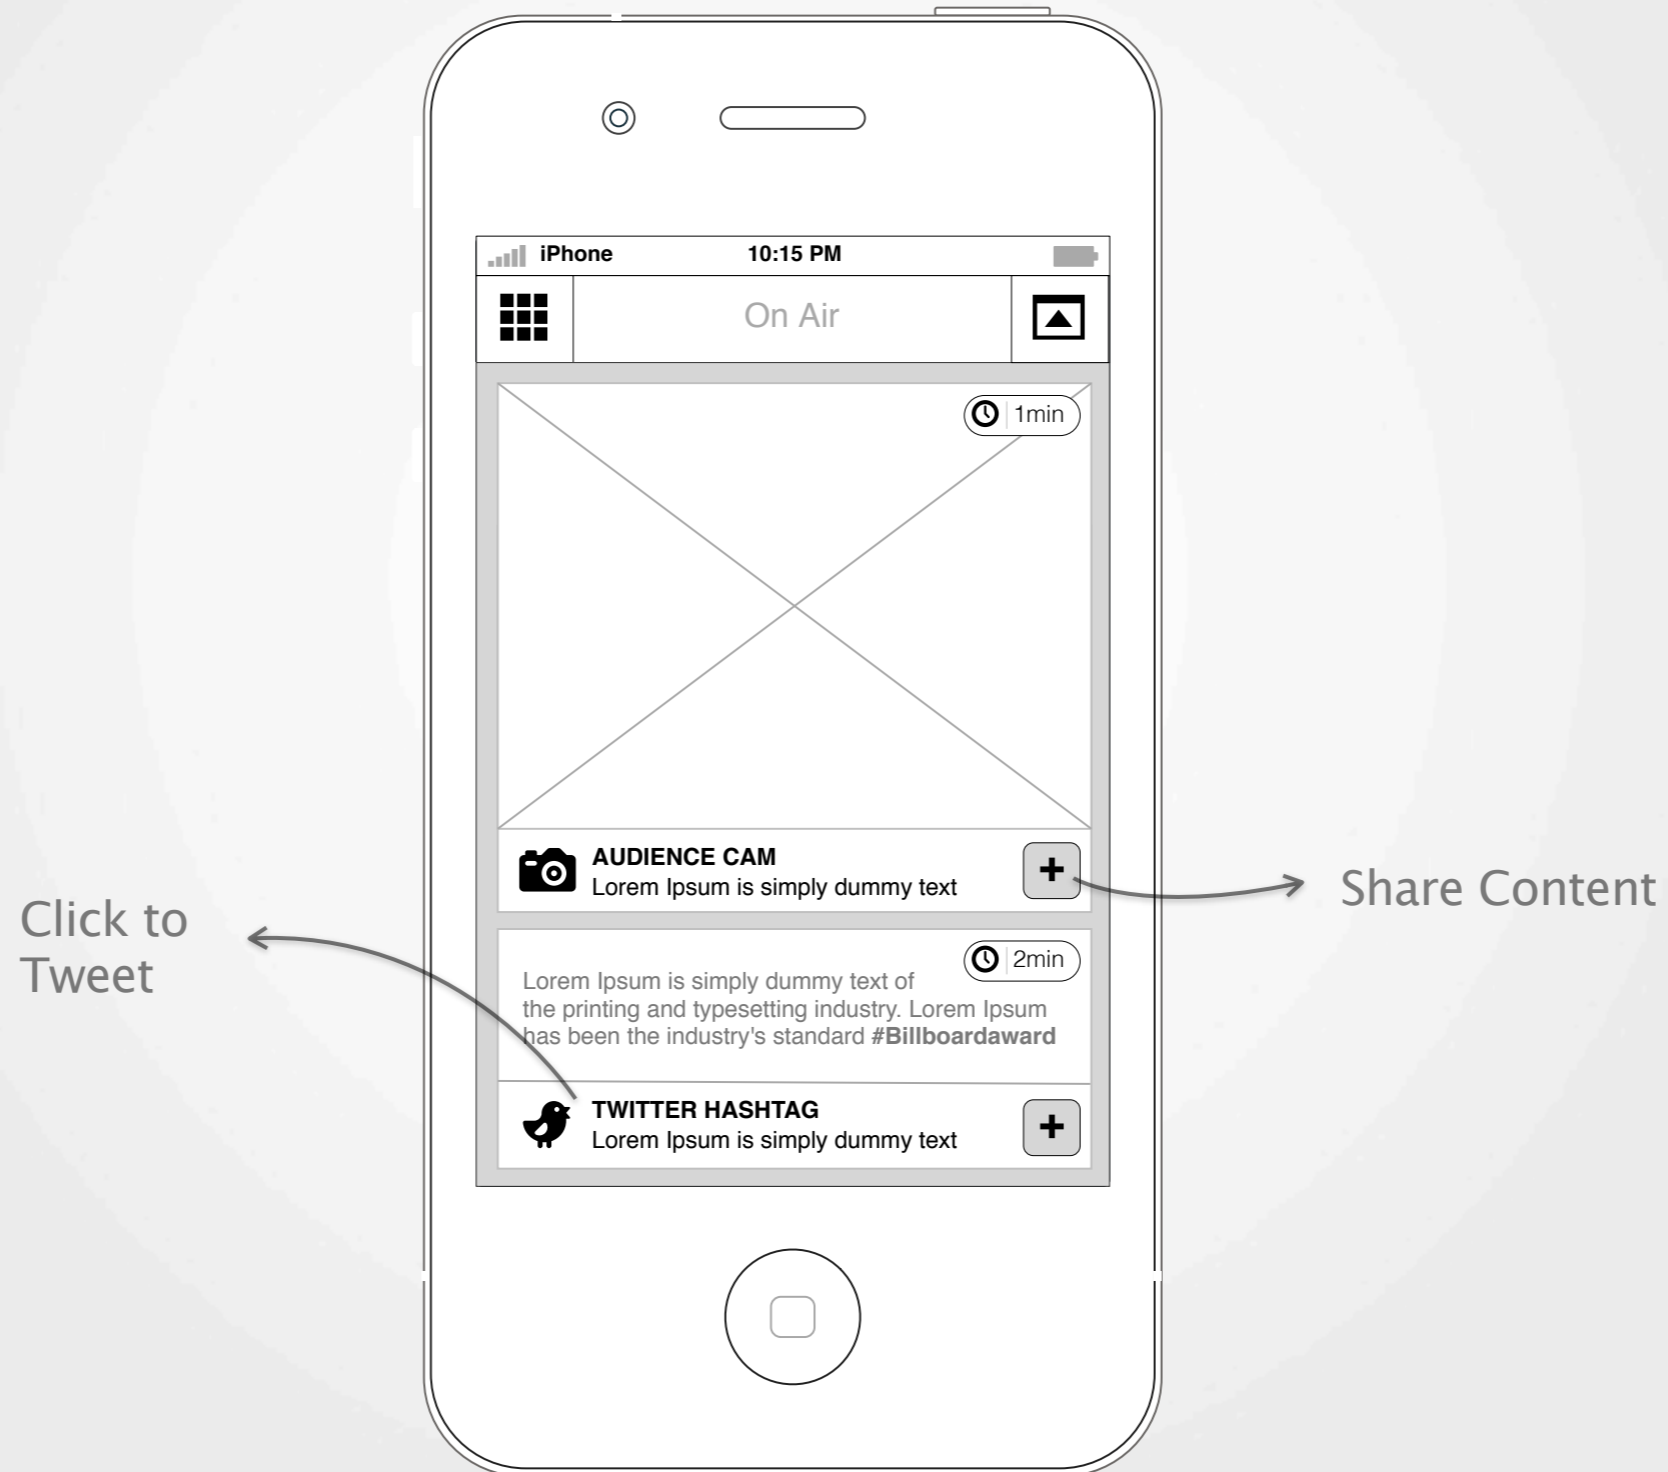 iPhone 10:15 PM
On Air
1min
AUDIENCE CAM
Lorem Ipsum is simply dummy text
Share Content
Click to
Tweet
2min
Lorem Ipsum is simply dummy text of
the printing and typesetting industry. Lorem Ipsum
has been the industry's standard #Billboardaward
TWITTER HASHTAG
Lorem Ipsum is simply dummy text